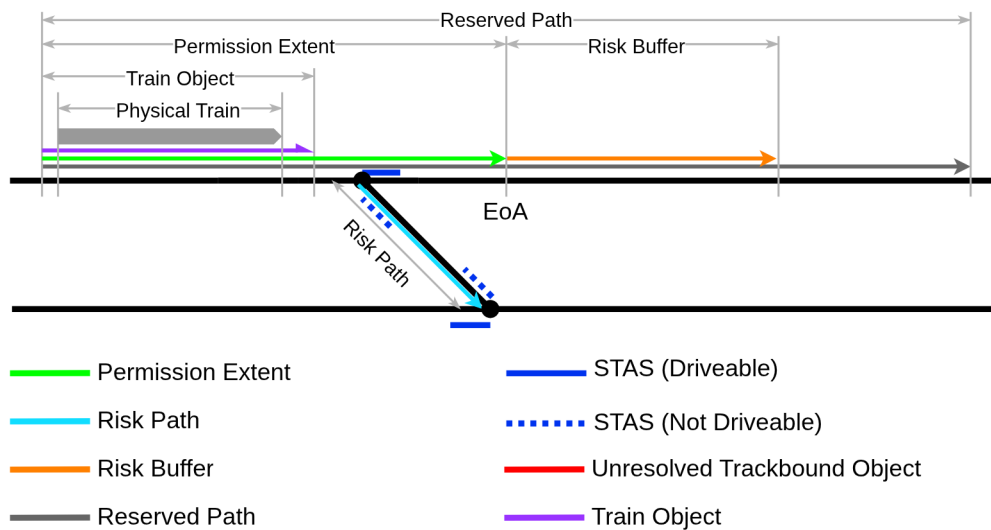 Reserved Path
Permission Extent
Risk Buffer
Train Object
Physical Train
EoA
Risk Path
Permission Extent
Risk Path
Risk Buffer
Reserved Path
STAS (Driveable)
STAS (Not Driveable)
Unresolved Trackbound Object
Train Object